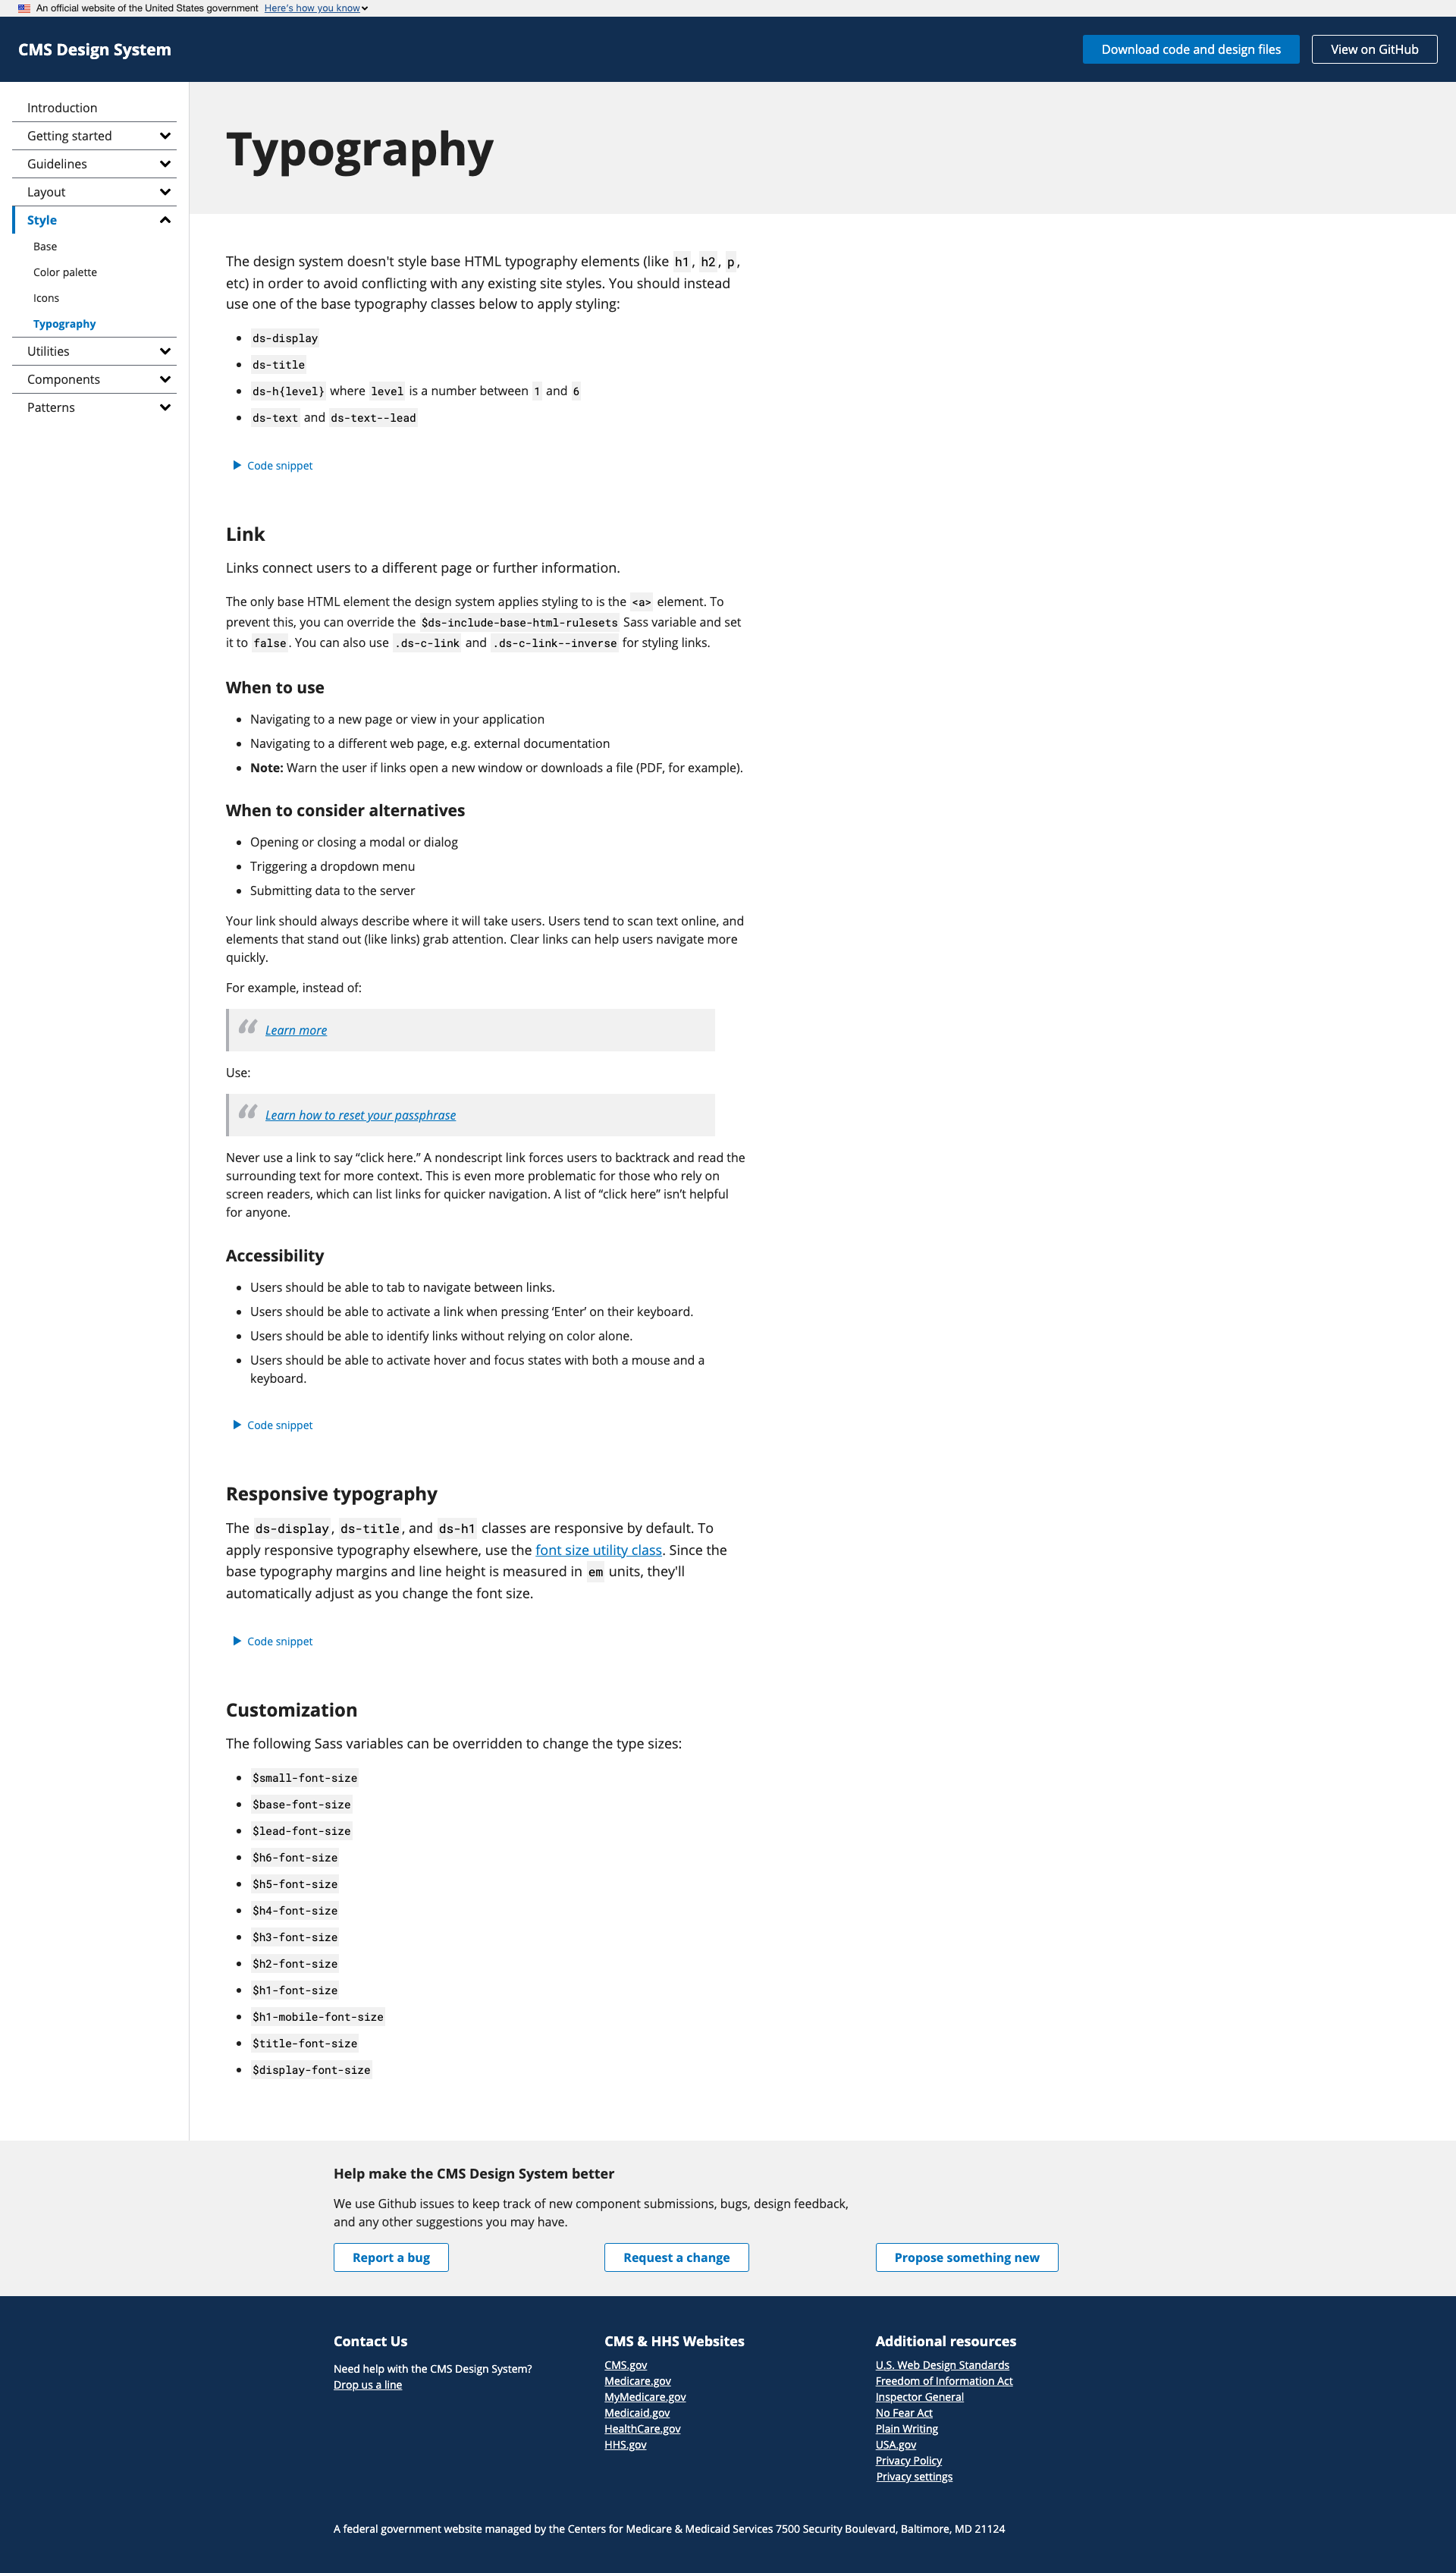 An official website of the United States government Here's how you know
CMS Design System
Download code and design files
View on GitHub
Introduction
Getting started
Guidelines
Layout
Style
Base
Color palette
Icons
Typography
Utilities
Components
Patterns
Typography
The design system doesn't style base HTML typography elements (like h1, h2, p,
etc) in order to avoid conflicting with any existing site styles. You should instead
use one of the base typography classes below to apply styling:
ds-display
ds-title
ds-h{level} where level is a number between 1 and 6
ds-text and ds-text--lead
Code snippet
Link
Links connect users to a different page or further information.
The only base HTML element the design system applies styling to is the <a> element. To
prevent this, you can override the $ds-include-base-html-rulesets Sass variable and set
it to false. You can also use .ds-c-link and .ds-c-link--inverse for styling links.
When to use
Navigating to a new page or view in your application
Navigating to a different web page, e.g. external documentation
Note: Warn the user if links open a new window or downloads a file (PDF, for example).
When to consider alternatives
Opening or closing a modal or dialog
Triggering a dropdown menu
Submitting data to the server
Your link should always describe where it will take users. Users tend to scan text online, and
elements that stand out (like links) grab attention. Clear links can help users navigate more
quickly.
For example, instead of:
“ Learn more
Use:
“ Learn how to reset your passphrase
Never use a link to say “click here.” A nondescript link forces users to backtrack and read the
surrounding text for more context. This is even more problematic for those who rely on
screen readers, which can list links for quicker navigation. A list of “click here” isn’t helpful
for anyone.
Accessibility
Users should be able to tab to navigate between links.
Users should be able to activate a link when pressing ‘Enter’ on their keyboard.
Users should be able to identify links without relying on color alone.
Users should be able to activate hover and focus states with both a mouse and a
keyboard.
Code snippet
Responsive typography
The ds-display, ds-title, and ds-h1 classes are responsive by default. To
apply responsive typography elsewhere, use the font size utility class. Since the
base typography margins and line height is measured in em units, they'll
automatically adjust as you change the font size.
Code snippet
Customization
The following Sass variables can be overridden to change the type sizes:
$small-font-size
$base-font-size
$lead-font-size
$h6-font-size
$h5-font-size
$h4-font-size
$h3-font-size
$h2-font-size
$h1-font-size
$h1-mobile-font-size
$title-font-size
$display-font-size
Help make the CMS Design System better
We use Github issues to keep track of new component submissions, bugs, design feedback,
and any other suggestions you may have.
Report a bug
Request a change
Propose something new
Contact Us
Need help with the CMS Design System?
Drop us a line
CMS & HHS Websites
CMS.gov
Medicare.gov
MyMedicare.gov
Medicaid.gov
HealthCare.gov
HHS.gov
Additional resources
U.S. Web Design Standards
Freedom of Information Act
Inspector General
No Fear Act
Plain Writing
USA.gov
Privacy Policy
Privacy settings
A federal government website managed by the Centers for Medicare & Medicaid Services 7500 Security Boulevard, Baltimore, MD 21124